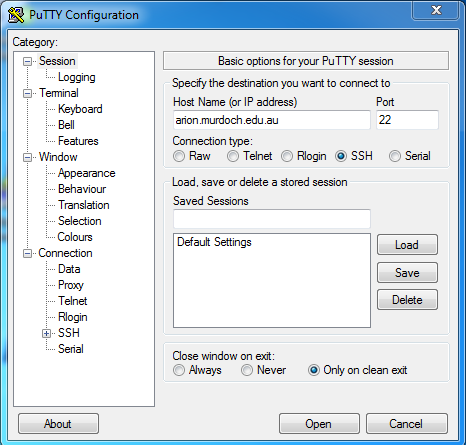 PuTTY Configuration
Category:
Session
Logging
Terminal
Keyboard
Bell
Features
Window
Appearance
Behaviour
Translation
Selection
Colours
Connection
Data
Proxy
Telnet
Rlogin
SSH
Serial
Basic options for your PuTTY session
Specify the destination you want to connect to
Host Name (or IP address) Port
arion.murdoch.edu.au 22
Connection type:
Raw Telnet Rlogin SSH Serial
Load, save or delete a stored session
Saved Sessions
Default Settings
Load
Save
Delete
Close window on exit:
Always Never Only on clean exit
About Open Cancel